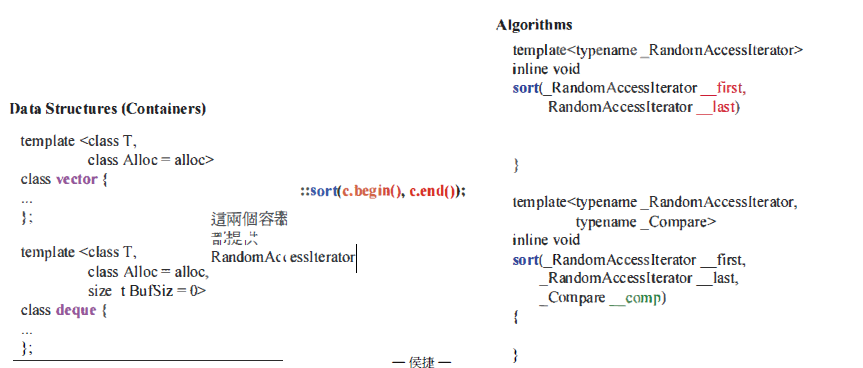 Data Structures (Containers)
template <class T,
class Alloc = alloc>
class vector {
...
};
template <class T,
class Alloc = alloc,
size_t BufSiz = 0>
class deque {
...
};
::sort(c.begin(), c.end());
這兩個容器
都提供
RandomAccessIterator
Algorithms
template<typename _RandomAccessIterator>
inline void
sort(_RandomAccessIterator __first,
RandomAccessIterator __last)
}
template<typename _RandomAccessIterator,
typename _Compare>
inline void
sort(_RandomAccessIterator __first,
_RandomAccessIterator __last,
_Compare __comp)
{
}
— 侯捷 —